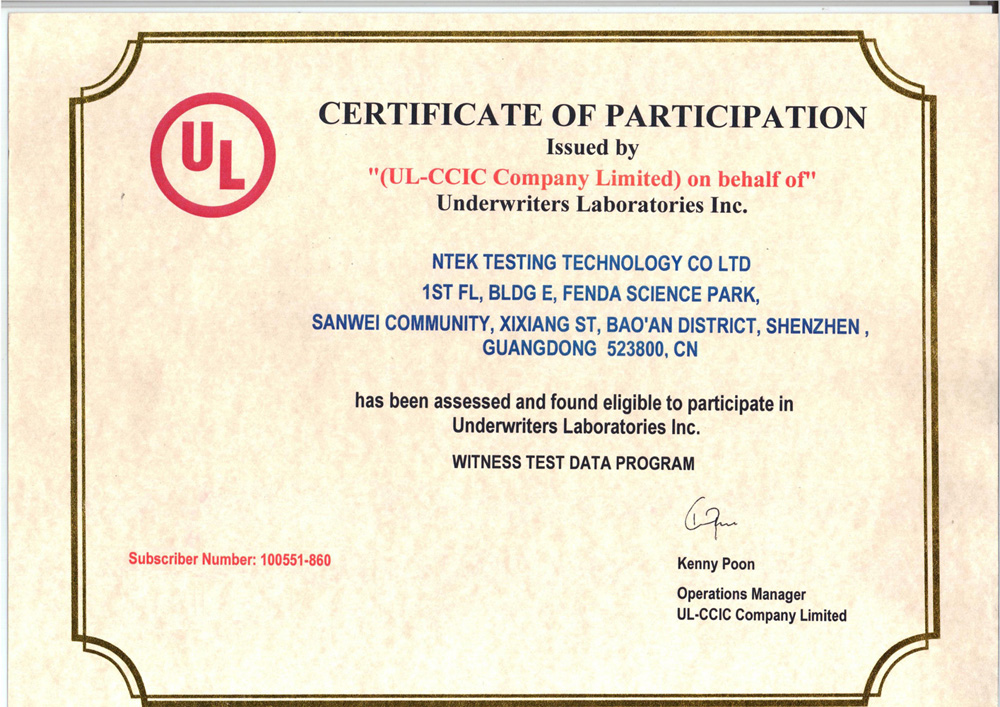 UL
CERTIFICATE OF PARTICIPATION
Issued by
"(UL-CCIC Company Limited) on behalf of"
Underwriters Laboratories Inc.
NTEK TESTING TECHNOLOGY CO LTD
1ST FL, BLDG E, FENDA SCIENCE PARK,
SANWEI COMMUNITY, XIXIANG ST, BAO'AN DISTRICT, SHENZHEN ,
GUANGDONG 523800, CN
has been assessed and found eligible to participate in
Underwriters Laboratories Inc.
WITNESS TEST DATA PROGRAM
Subscriber Number: 100551-860
Kenny Poon
Operations Manager
UL-CCIC Company Limited